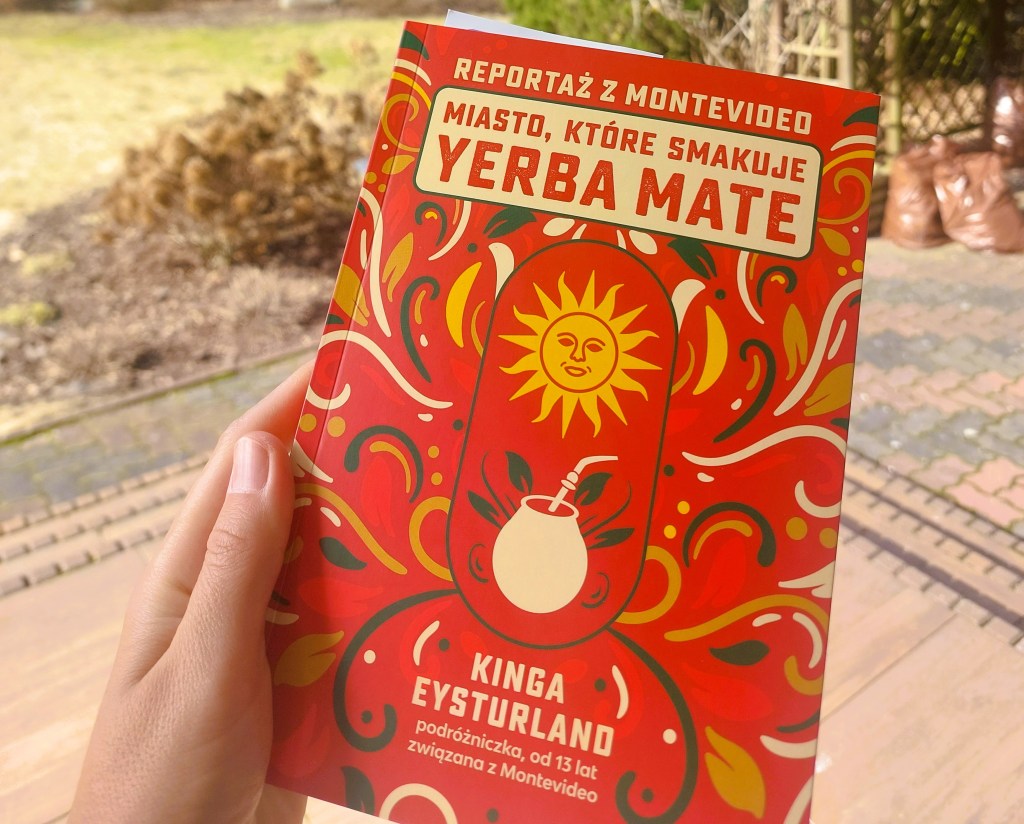 REPORTAŻ Z MONTEVIDEO
MIASTO, KTÓRE SMAKUJE
YERBA MATE
KINGA
EYSTURLAND
podróżniczka, od 13 lat
związana z Montevideo